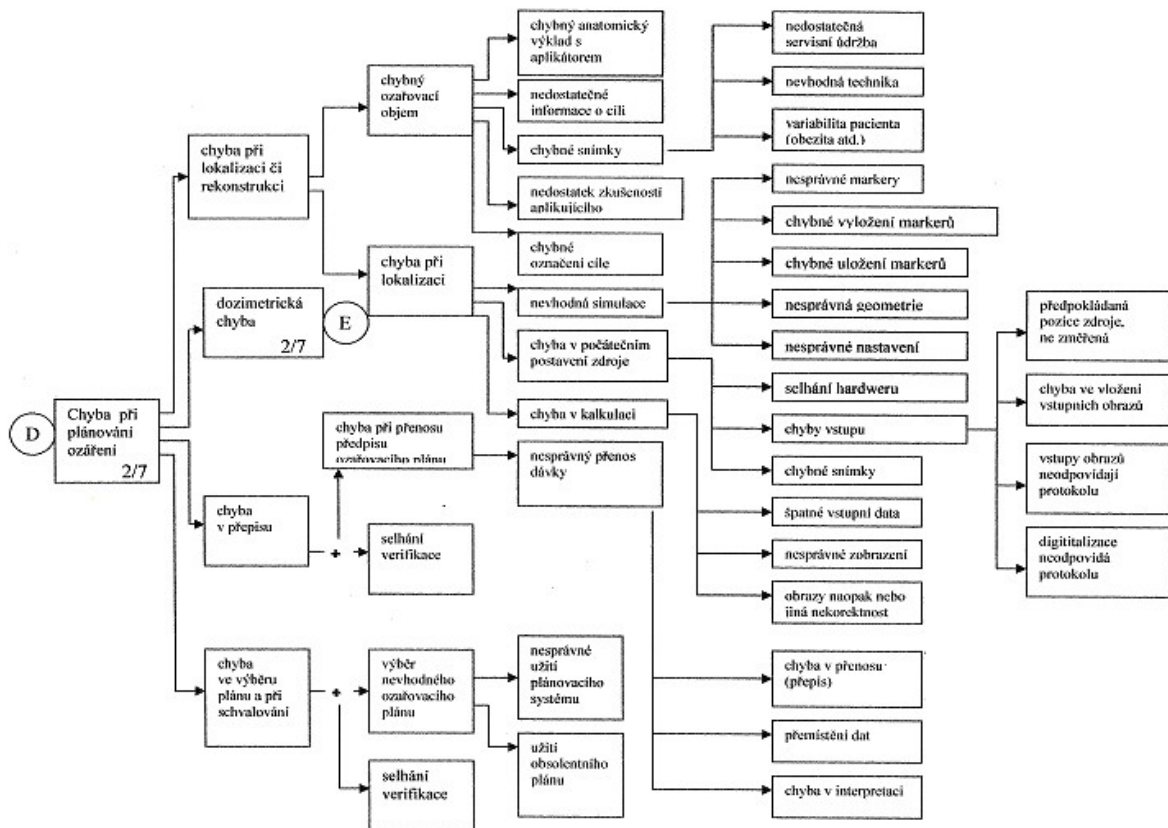 D
Chyba při
plánování
ozáření
2/7
chyba při
lokalizaci či
rekonstrukci
dozimetrická
chyba
2/7
E
chyba
v přepisu
chyba
ve výběru
plánu a při
schvalování
chybný
ozařovací
objem
chyba při
lokalizaci
chyba při přenosu
předpisu
ozařovacího plánu
+
selhání
verifikace
+
výběr
nevhodného
ozařovacího
plánu
selhání
verifikace
chybný anatomický
výklad s
aplikátorem
nedostatečné
informace o cíli
chybné snímky
nedostatek zkušeností
aplikujícího
chybné
označení cíle
nevhodná simulace
chyba v počátečním
postavení zdroje
chyba v kalkulaci
nesprávný přenos
dávky
nesprávné
užití
plánovacího
systému
užití
obsolentního
plánu
nedostatečná
servisní údržba
nevhodná technika
variabilita pacienta
(obezita atd.)
nesprávné markery
chybné vyložení markerů
chybné uložení markerů
nesprávná geometrie
nesprávné nastavení
selhání hardweru
chyby vstupu
chybné snímky
špatné vstupní data
nesprávné zobrazení
obrazy naopak nebo
jiná nekorektnost
chyba v přenosu
(přepis)
přemístění dat
chyba v interpretaci
předpokládaná
pozice zdroje,
ne změřená
chyba ve vložení
vstupních obrazů
vstupy obrazů
neodpovídají
protokolu
digititalizace
neodpovídá
protokolu